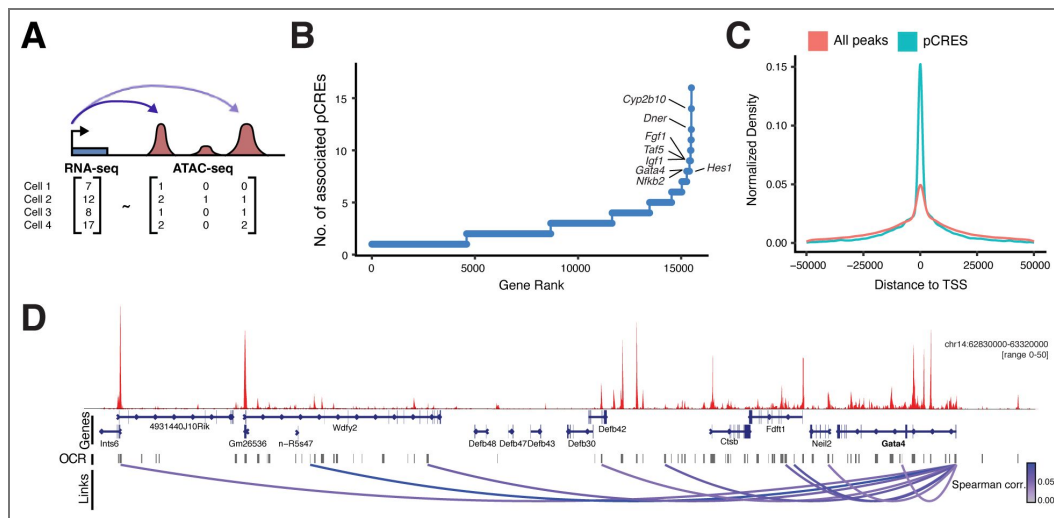 A
RNA-seq ATAC-seq
Cell 1 7 1 0 0
Cell 2 12 2 1 1
Cell 3 8 ~ 1 0 1
Cell 4 17 2 0 2
B
No. of associated pCREs
15
10
5
0
Cyp2b10
Dner
Fgf1
Taf5
Igf1
Gata4
Hes1
Nfkb2
0 5000 10000 15000
Gene Rank
C
All peaks pCRES
Normalized Density
0.15
0.10
0.05
0.00
−50000 −25000 0 25000 50000
Distance to TSS
D
chr14:62830000-63320000
[range 0-50]
Genes
4931440J10Rik Wdfy2 Defb42 Fdft1
Ints6 Gm26536 n-R5s47 Defb48 Defb47 Defb43 Defb30 Ctsb Neil2 Gata4
OCR
Links
Spearman corr.
0.05
0.00